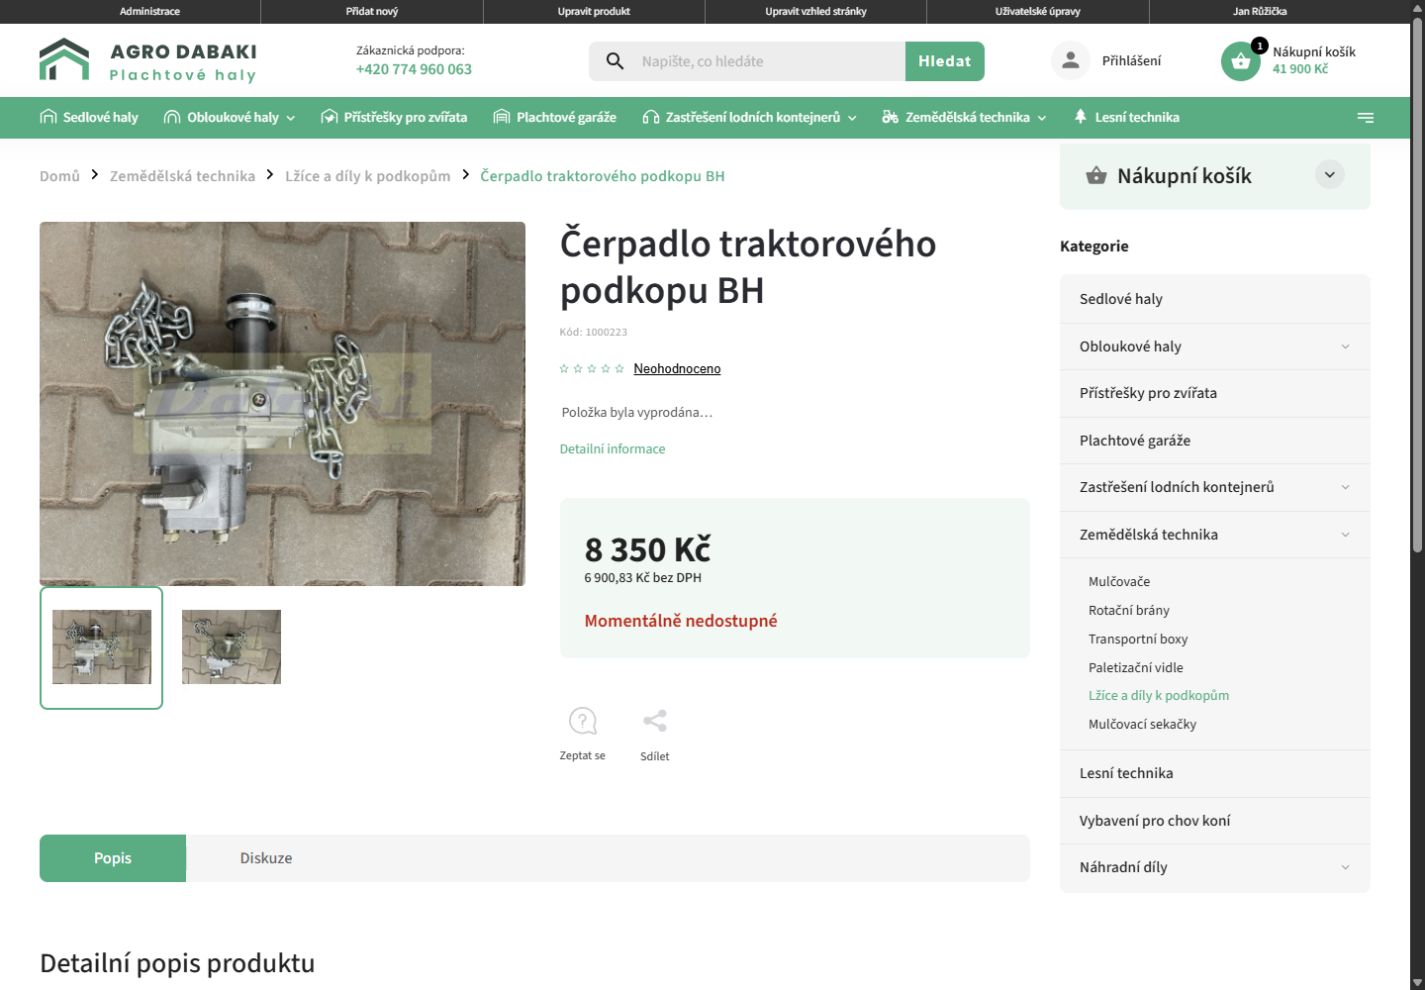 Administrace
Přidat nový
Upravit produkt
Upravit vzhled stránky
Uživatelské úpravy
Jan Růžička
AGRO DABAKI
Plachtové haly
Zákaznická podpora:
+420 774 960 063
Napište, co hledáte
Hledat
Přihlášení
1
Nákupní košík
41 900 Kč
Sedlové haly
Obloukové haly
Přístřešky pro zvířata
Plachtové garáže
Zastřešení lodních kontejnerů
Zemědělská technika
Lesní technika
Domů
Zemědělská technika
Lžíce a díly k podkopům
Čerpadlo traktorového podkopu BH
Čerpadlo traktorového
podkopu BH
Kód: 1000223
Neohodnoceno
Položka byla vyprodána…
Detailní informace
8 350 Kč
6 900,83 Kč bez DPH
Momentálně nedostupné
Zeptat se
Sdílet
Popis
Diskuze
Detailní popis produktu
Nákupní košík
Kategorie
Sedlové haly
Obloukové haly
Přístřešky pro zvířata
Plachtové garáže
Zastřešení lodních kontejnerů
Zemědělská technika
Mulčovače
Rotační brány
Transportní boxy
Paletizační vidle
Lžíce a díly k podkopům
Mulčovací sekačky
Lesní technika
Vybavení pro chov koní
Náhradní díly